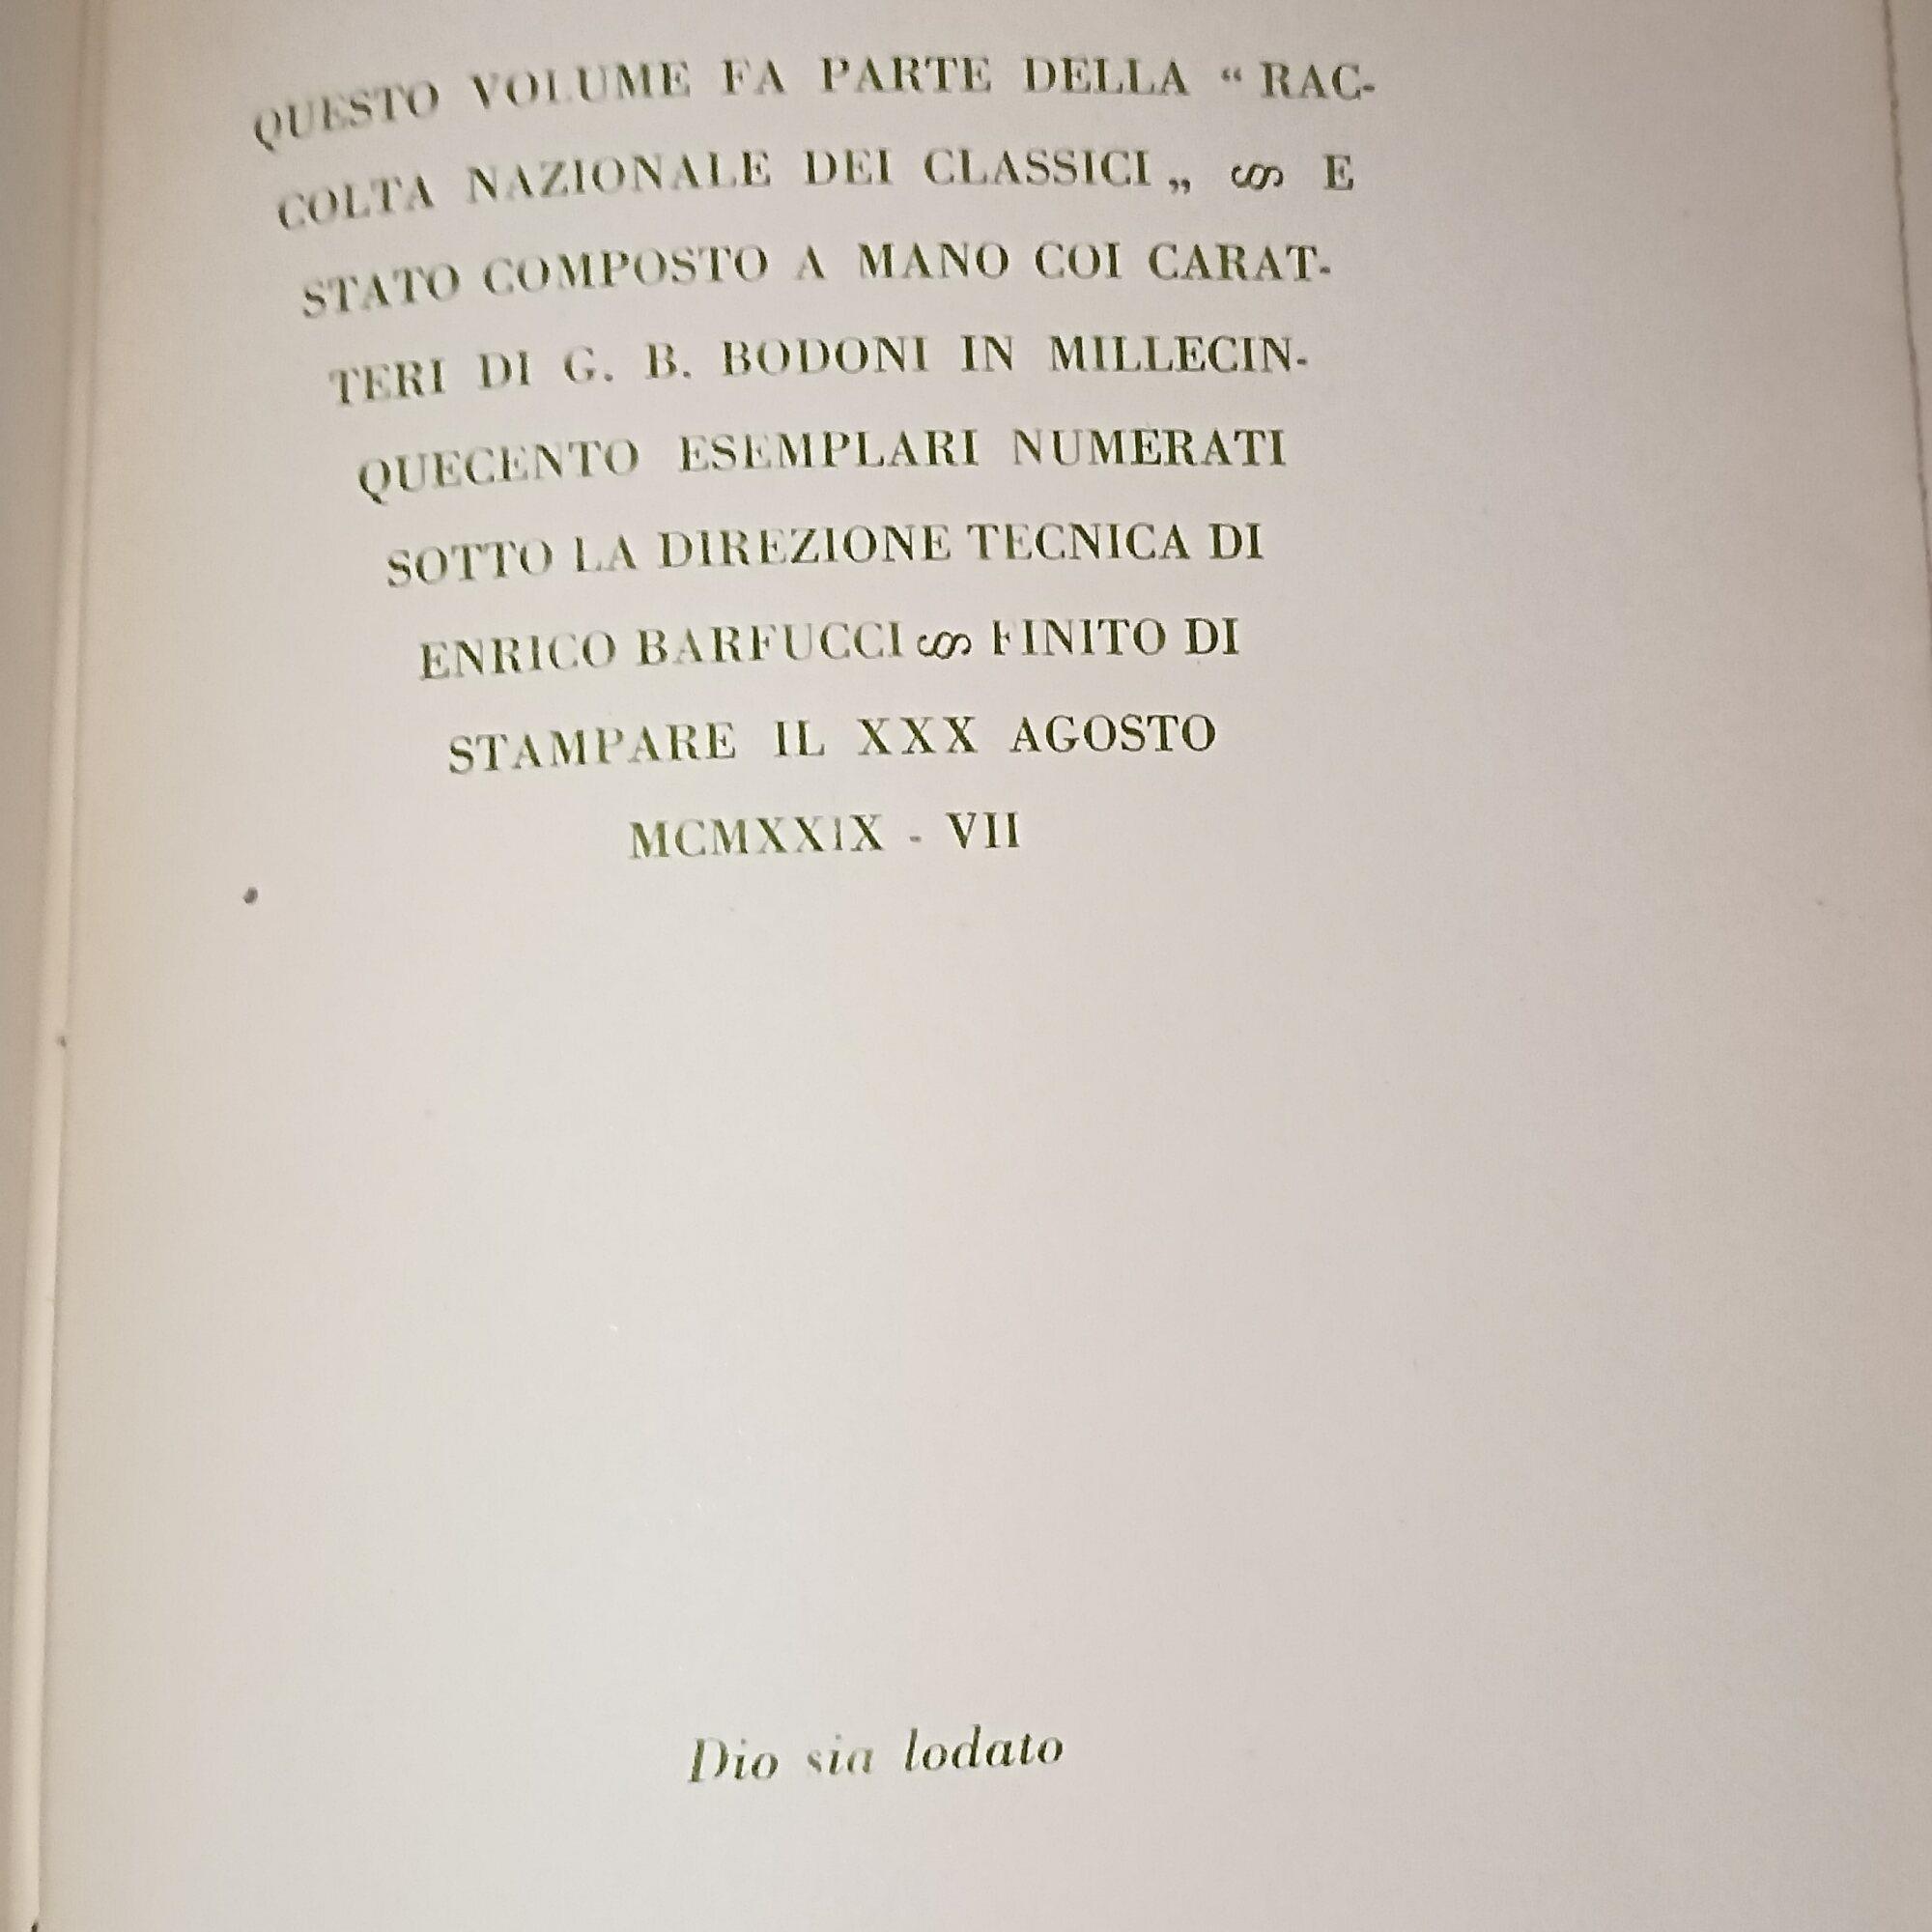 QUESTO VOLUME FA PARTE DELLA “ RAC-
COLTA NAZIONALE DEI CLASSICI „ § E
STATO COMPOSTO A MANO COI CARAT-
TERI DI G. B. BODONI IN MILLECIN-
QUECENTO ESEMPLARI NUMERATI
SOTTO LA DIREZIONE TECNICA DI
ENRICO BARFUCCI § FINITO DI
STAMPARE IL XXX AGOSTO
MCMXXIX - VII
Dio sia lodato